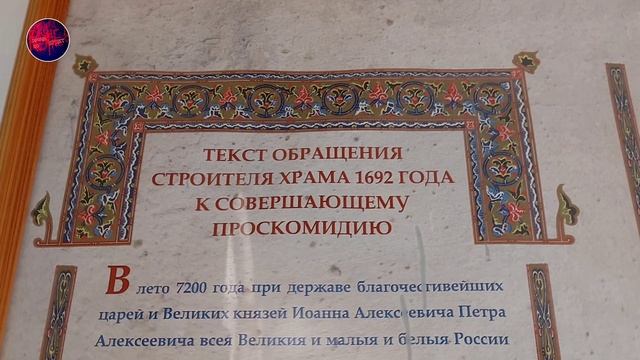 ТЕКСТ ОБРАЩЕНИЯ
СТРОИТЕЛЯ ХРАМА 1692 ГОДА
К СОВЕРШАЮЩЕМУ
ПРОСКОМИДИЮ
В лето 7200 года при державе благочестивейших
царей и Великих князей Иоанна Алексеевича Петра
Алексеевича всея Великия и малыя и белыя России